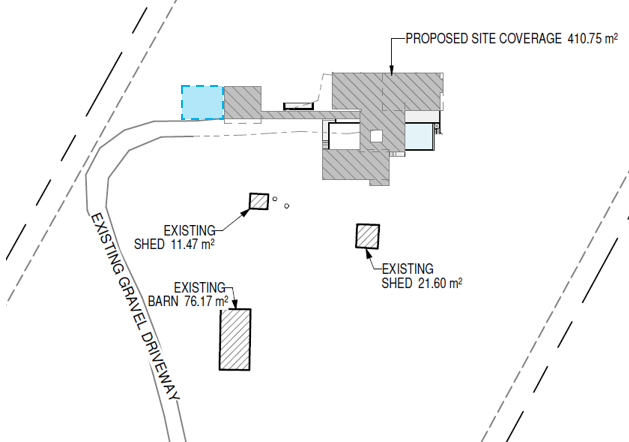 PROPOSED SITE COVERAGE 410.75 m²
EXISTING
SHED 11.47 m²
EXISTING
SHED 21.60 m²
EXISTING
BARN 76.17 m²
EXISTING GRAVEL DRIVEWAY